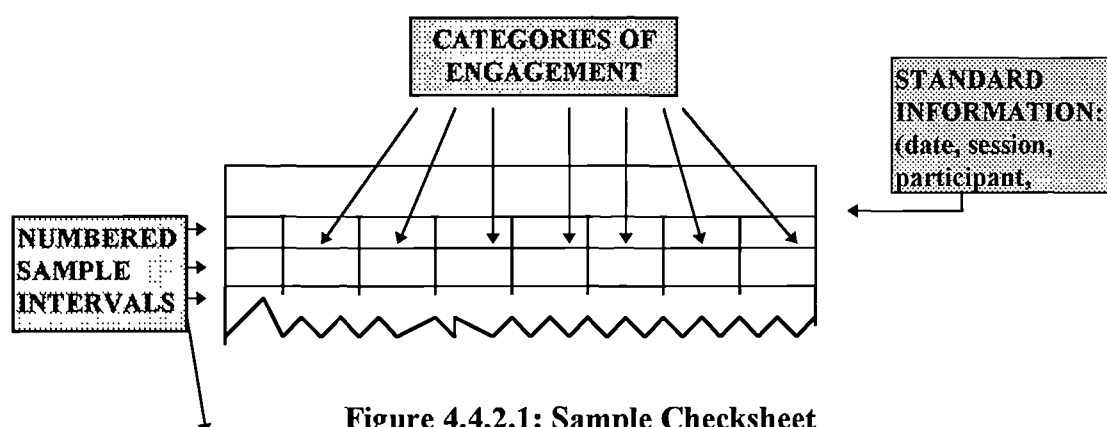 CATEGORIES OF
ENGAGEMENT
STANDARD
INFORMATION:
(date, session,
participant,
NUMBERED
SAMPLE
INTERVALS
Figure 4.4.2.1: Sample Checksheet